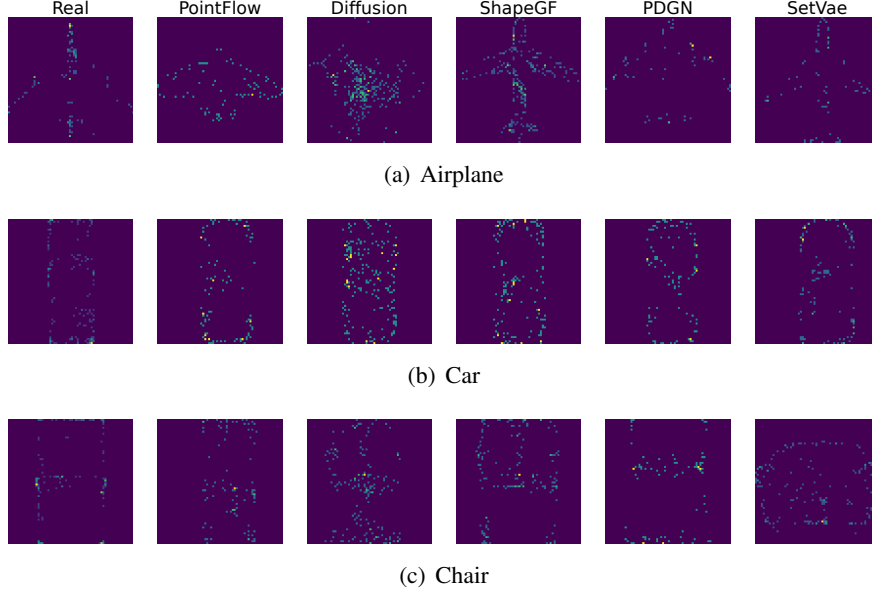 Real PointFlow Diffusion ShapeGF PDGN SetVae
(a) Airplane
(b) Car
(c) Chair